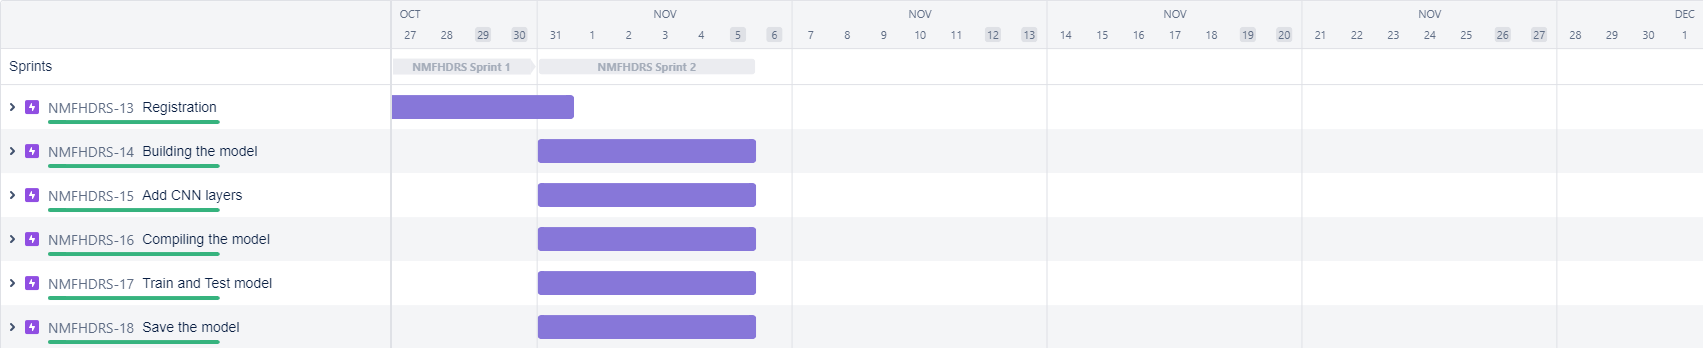 OCT NOV NOV NOV NOV DEC
27 28 29 30 31 1 2 3 4 5 6 7 8 9 10 11 12 13 14 15 16 17 18 19 20 21 22 23 24 25 26 27 28 29 30 1
Sprints NMFHDRS Sprint 1 NMFHDRS Sprint 2
NMFHDRS-13 Registration
NMFHDRS-14 Building the model
NMFHDRS-15 Add CNN layers
NMFHDRS-16 Compiling the model
NMFHDRS-17 Train and Test model
NMFHDRS-18 Save the model